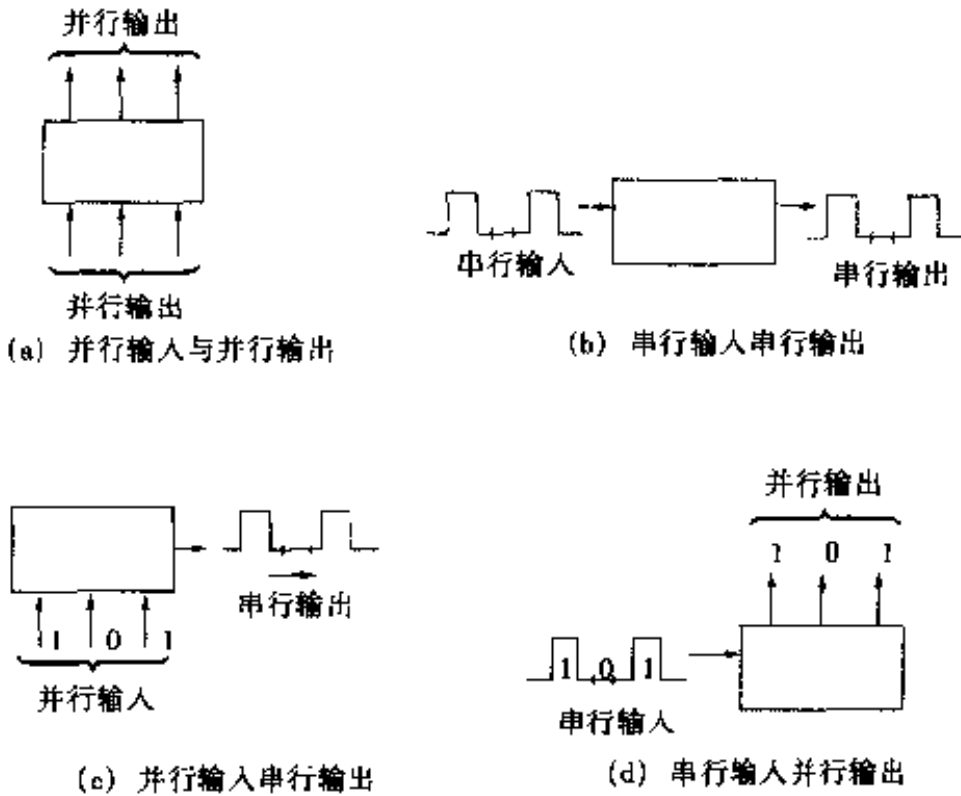 并行输出
并行输出
(a) 并行输入与并行输出
串行输入
串行输出
(b) 串行输入串行输出
1 0 1
并行输入
串行输出
(c) 并行输入串行输出
并行输出
1 0 1
1 0 1
串行输入
(d) 串行输入并行输出